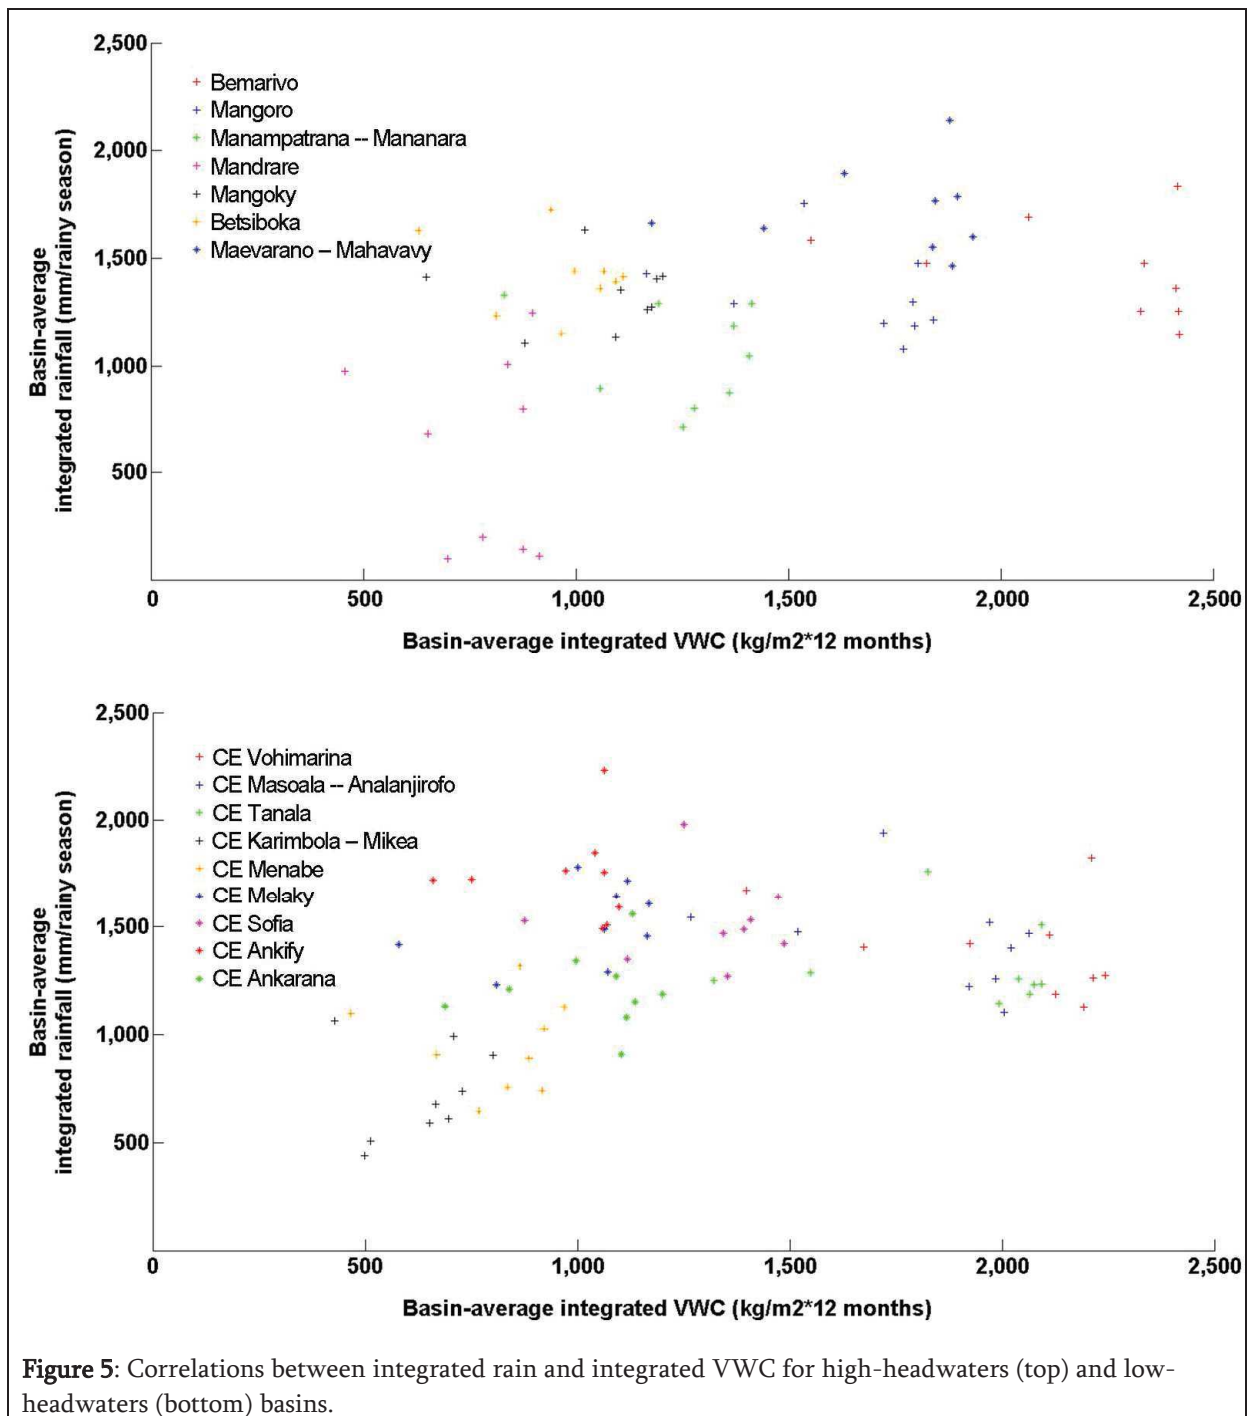 2,500
2,000
1,500
1,000
500
Basin-average
integrated rainfall (mm/rainy season)
Bemarivo
Mangoro
Manampatrana -- Mananara
Mandrare
Mangoky
Betsiboka
Maevarano – Mahavavy
0 500 1,000 1,500 2,000 2,500
Basin-average integrated VWC (kg/m2*12 months)
2,500
2,000
1,500
1,000
500
Basin-average
integrated rainfall (mm/rainy season)
CE Vohimarina
CE Masoala -- Analanjirofo
CE Tanala
CE Karimbola – Mikea
CE Menabe
CE Melaky
CE Sofia
CE Ankify
CE Ankarana
0 500 1,000 1,500 2,000 2,500
Basin-average integrated VWC (kg/m2*12 months)
Figure 5: Correlations between integrated rain and integrated VWC for high-headwaters (top) and low-
headwaters (bottom) basins.